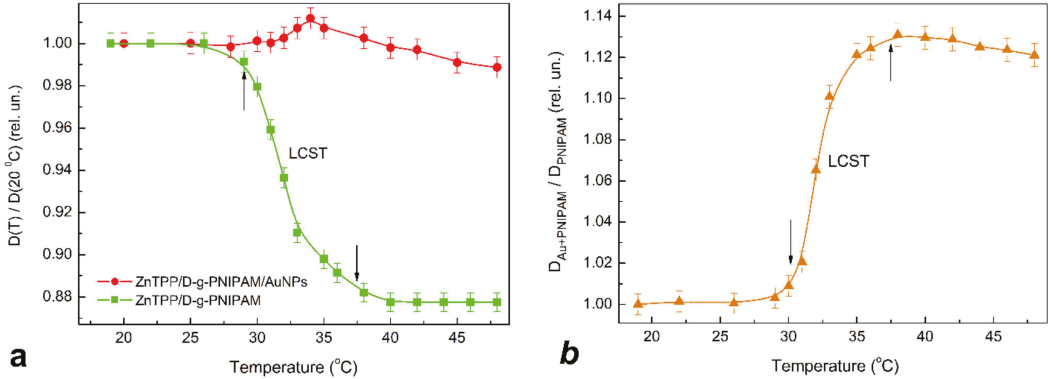 D(T) / D(20 °C) (rel. un.)
1.00
0.98
0.96
0.94
0.92
0.90
0.88
LCST
ZnTPP/D-g-PNIPAM/AuNPs
ZnTPP/D-g-PNIPAM
20 25 30 35 40 45
Temperature (°C)
a
D_Au+PNIPAM / D_PNIPAM (rel. un.)
1.14
1.12
1.10
1.08
1.06
1.04
1.02
1.00
LCST
20 25 30 35 40 45
Temperature (°C)
b